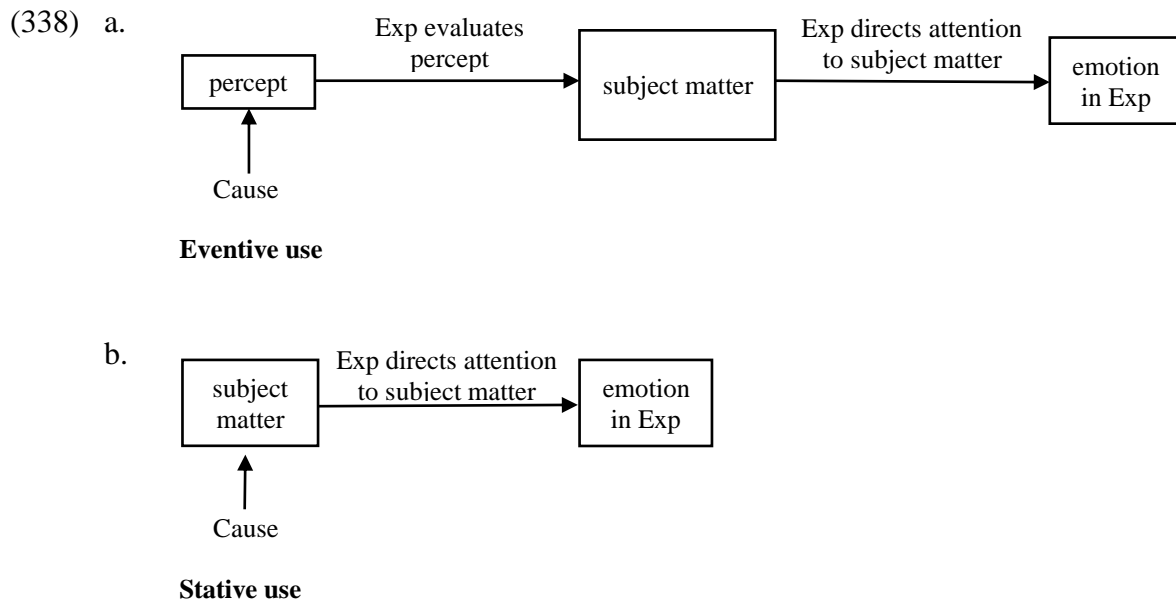 (338) a.
Exp evaluates
percept
Exp directs attention
to subject matter
percept
subject matter
emotion
in Exp
Cause
Eventive use
b.
Exp directs attention
to subject matter
subject
matter
emotion
in Exp
Cause
Stative use